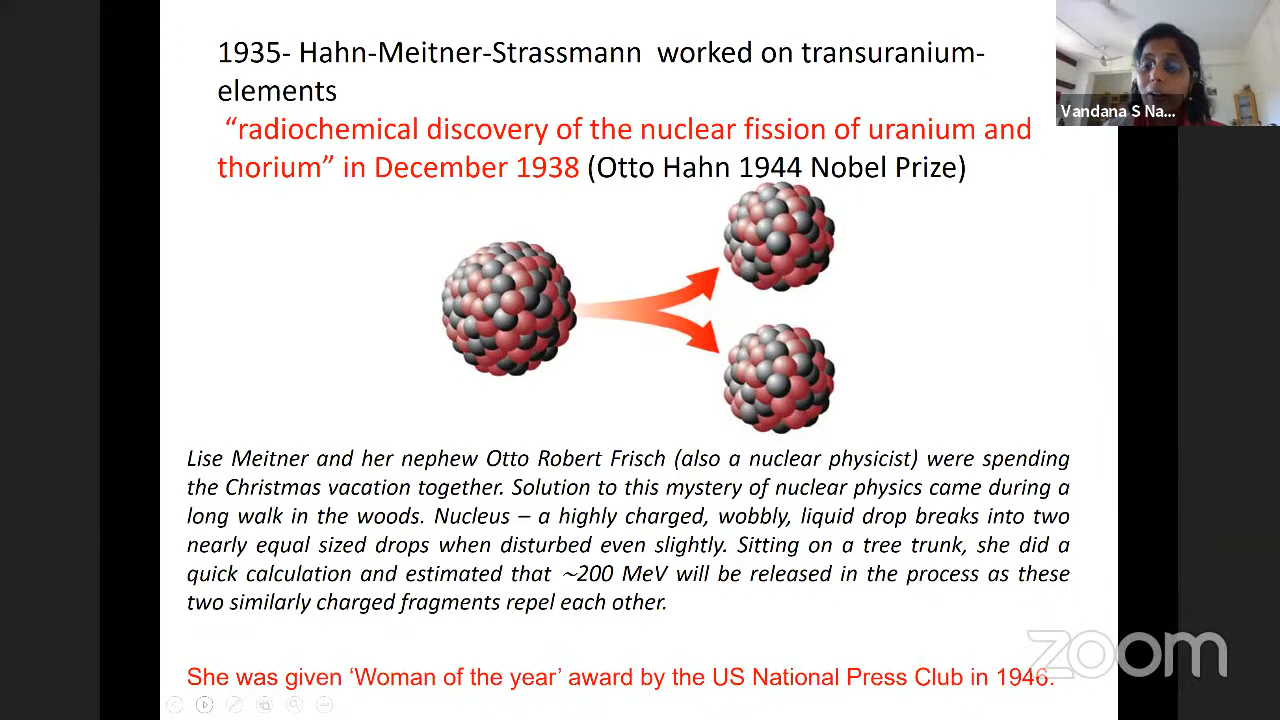 1935- Hahn-Meitner-Strassmann worked on transuranium-
elements
“radiochemical discovery of the nuclear fission of uranium and
thorium” in December 1938 (Otto Hahn 1944 Nobel Prize)
Vandana S Na...
Lise Meitner and her nephew Otto Robert Frisch (also a nuclear physicist) were spending
the Christmas vacation together. Solution to this mystery of nuclear physics came during a
long walk in the woods. Nucleus – a highly charged, wobbly, liquid drop breaks into two
nearly equal sized drops when disturbed even slightly. Sitting on a tree trunk, she did a
quick calculation and estimated that ~200 MeV will be released in the process as these
two similarly charged fragments repel each other.
zoom
She was given ‘Woman of the year’ award by the US National Press Club in 1946.